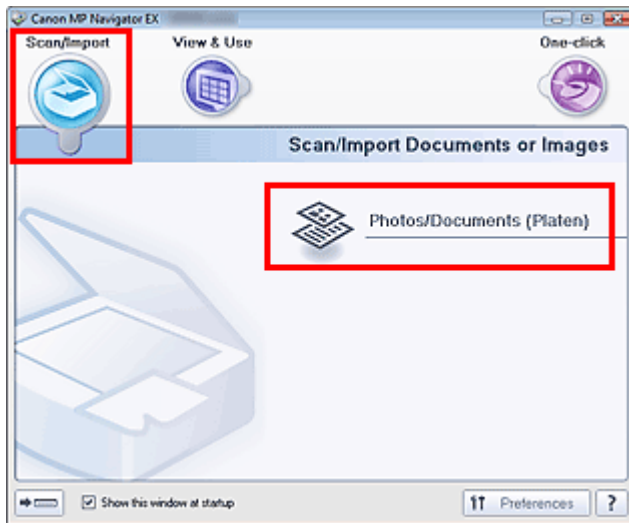 Canon MP Navigator EX
Scan/Import
View & Use
One-click
Scan/Import Documents or Images
Photos/Documents (Platen)
Show this window at startup
Preferences
?